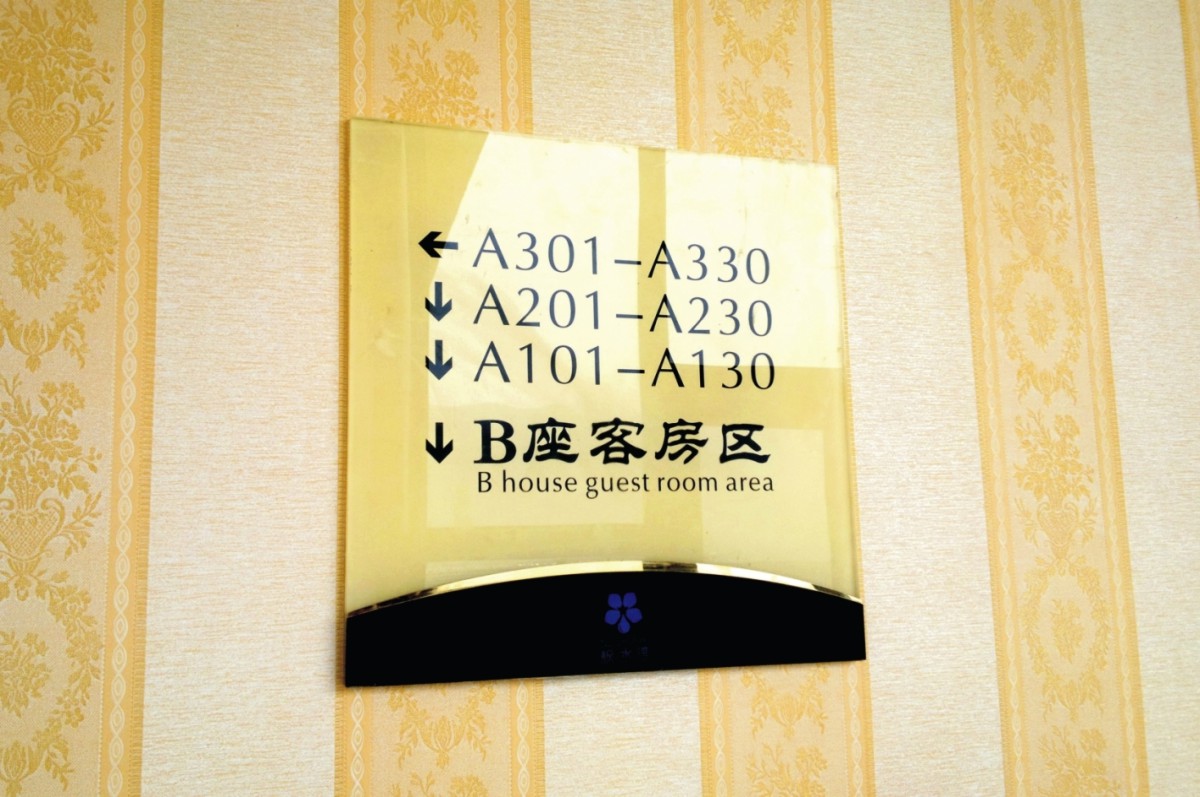 ← A301–A330
↓ A201–A230
↓ A101–A130
↓ B座客房区
B house guest room area